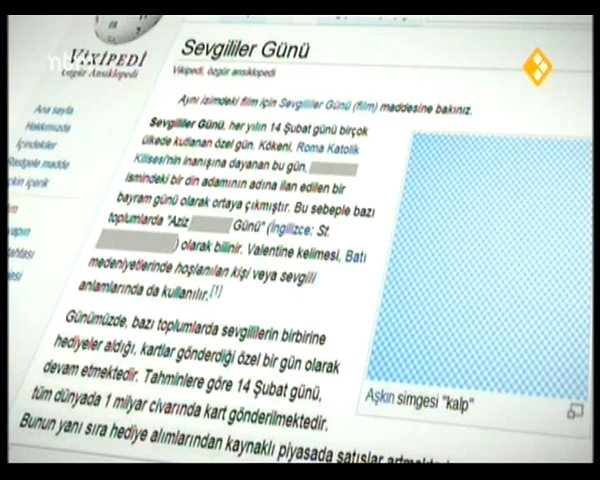 VİKİPEDİ
Özgür Ansiklopedi
Ana sayfa
Hakkımızda
İçindekiler
Rastgele madde
Seçkin içerik
Sevgililer Günü
Vikipedi, özgür ansiklopedi
Aynı isimdeki film için Sevgililer Günü (film) maddesine bakınız.
Sevgililer Günü, her yılın 14 Şubat günü birçok
ülkede kutlanan özel gün. Kökeni, Roma Katolik
Kilisesi'nin inanışına dayanan bu gün,
ismindeki bir din adamının adına ilan edilen bir
bayram günü olarak ortaya çıkmıştır. Bu sebeple bazı
toplumlarda "Aziz Günü" (İngilizce: St.
) olarak bilinir. Valentine kelimesi, Batı
medeniyetlerinde hoşlanılan kişi veya sevgili
anlamlarında da kullanılır.[1]
Günümüzde, bazı toplumlarda sevgililerin birbirine
hediyeler aldığı, kartlar gönderdiği özel bir gün olarak
devam etmektedir. Tahminlere göre 14 Şubat günü,
tüm dünyada 1 milyar civarında kart gönderilmektedir.
Bunun yanı sıra hediye alımlarından kaynaklı piyasada satışlar
Aşkın simgesi "kalp"